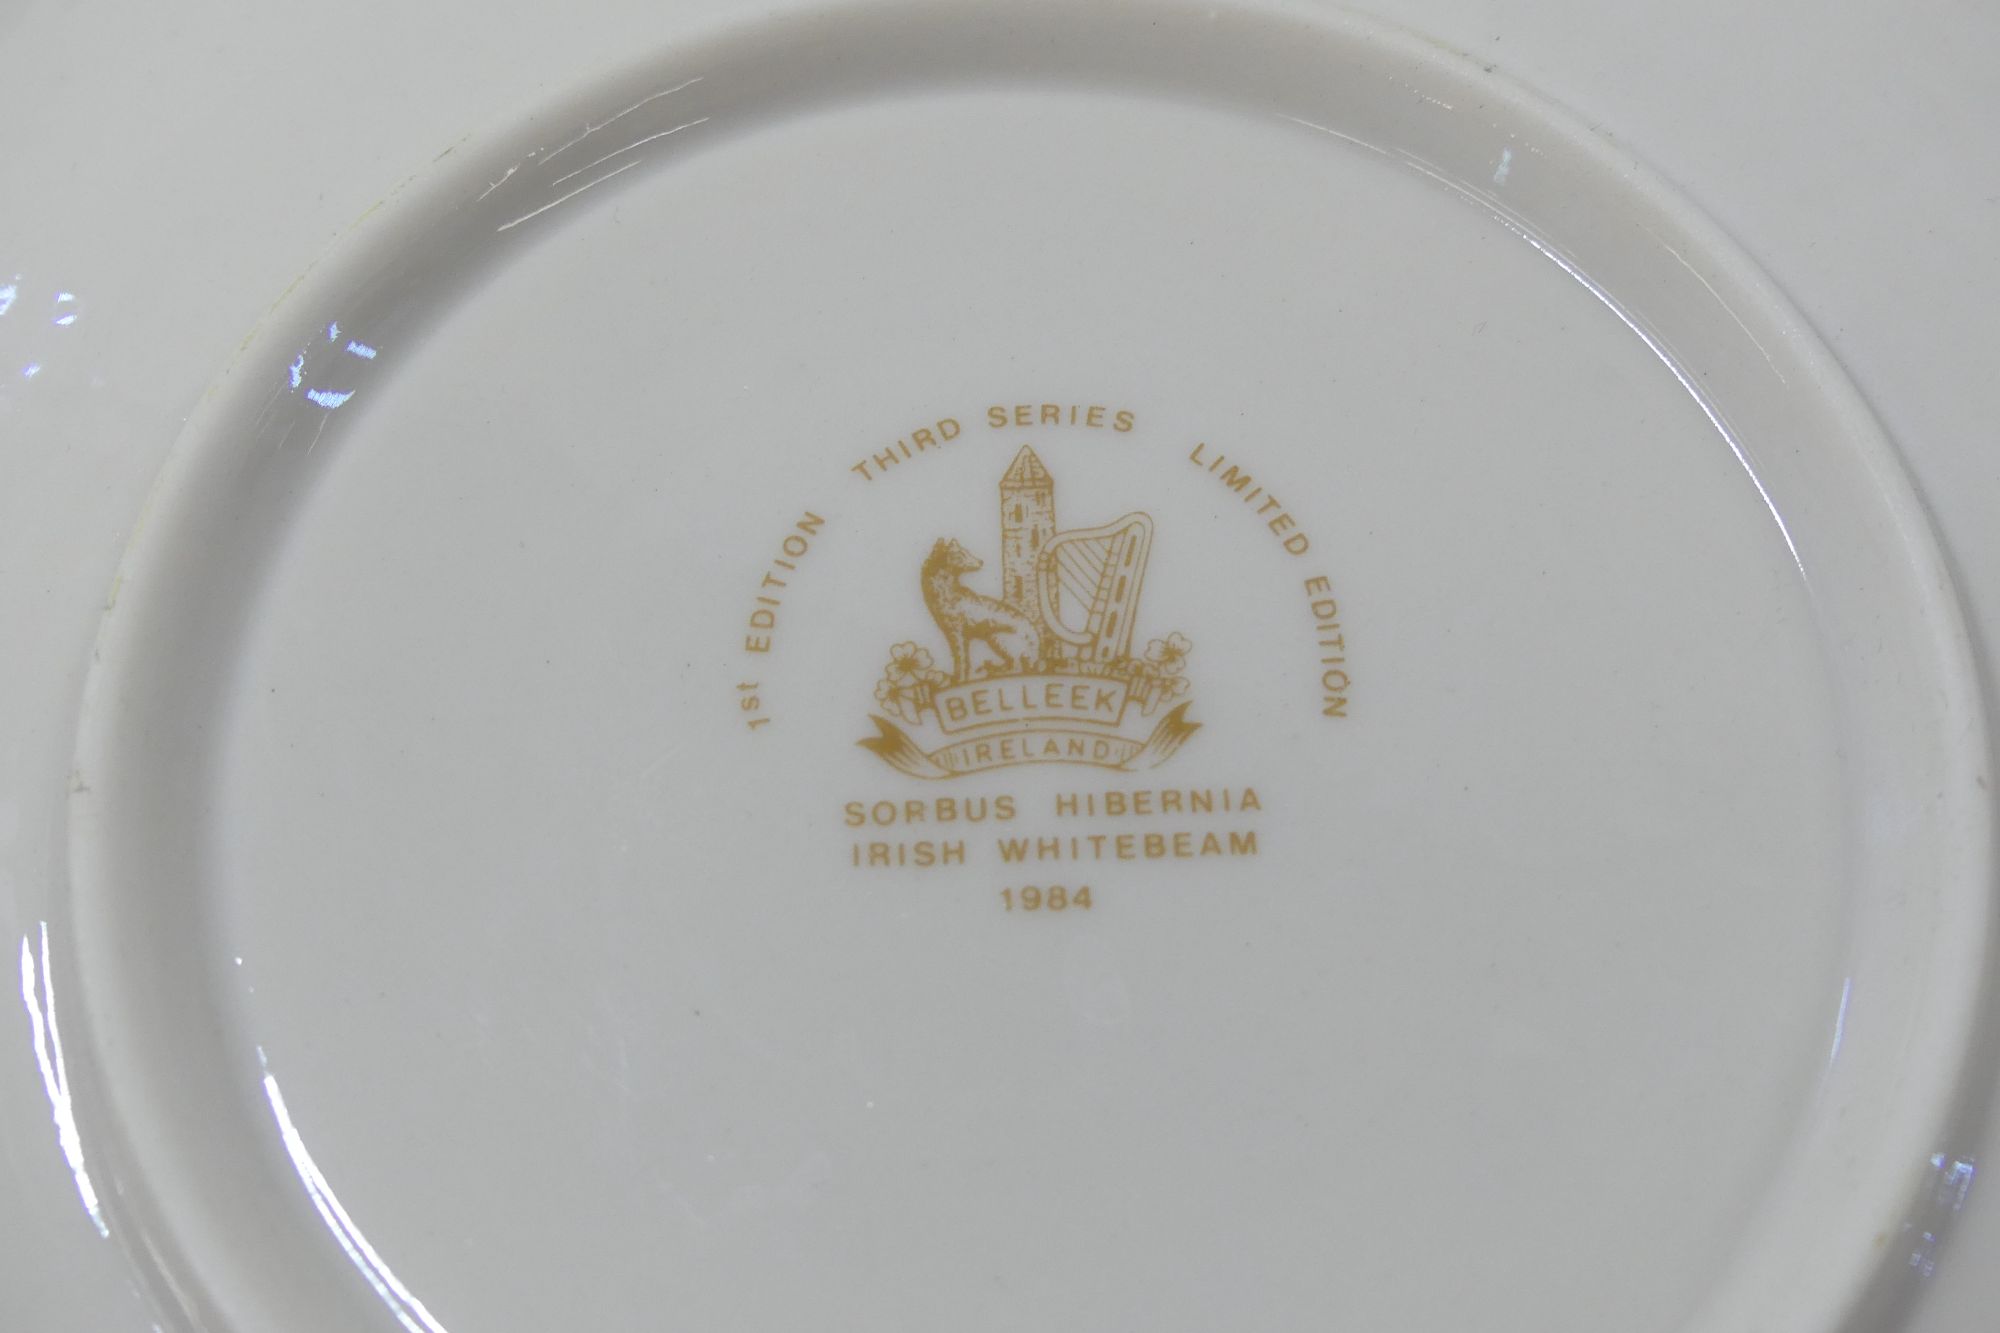 1st EDITION THIRD SERIES LIMITED EDITION
BELLEEK
IRELAND
SORBUS HIBERNIA
IRISH WHITEBEAM
1984